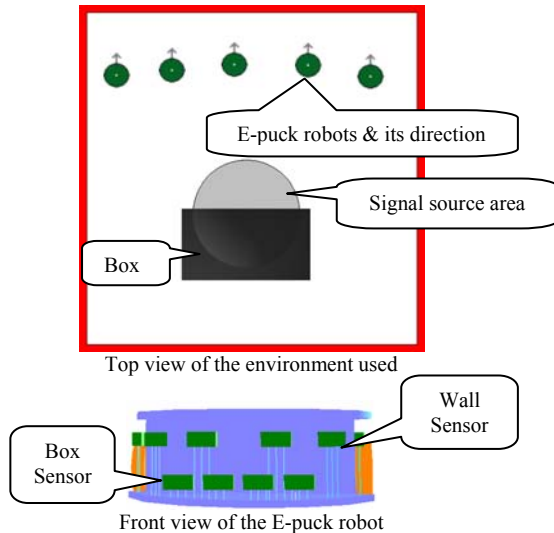 E-puck robots & its direction
Signal source area
Box
Top view of the environment used
Wall
Sensor
Box
Sensor
Front view of the E-puck robot